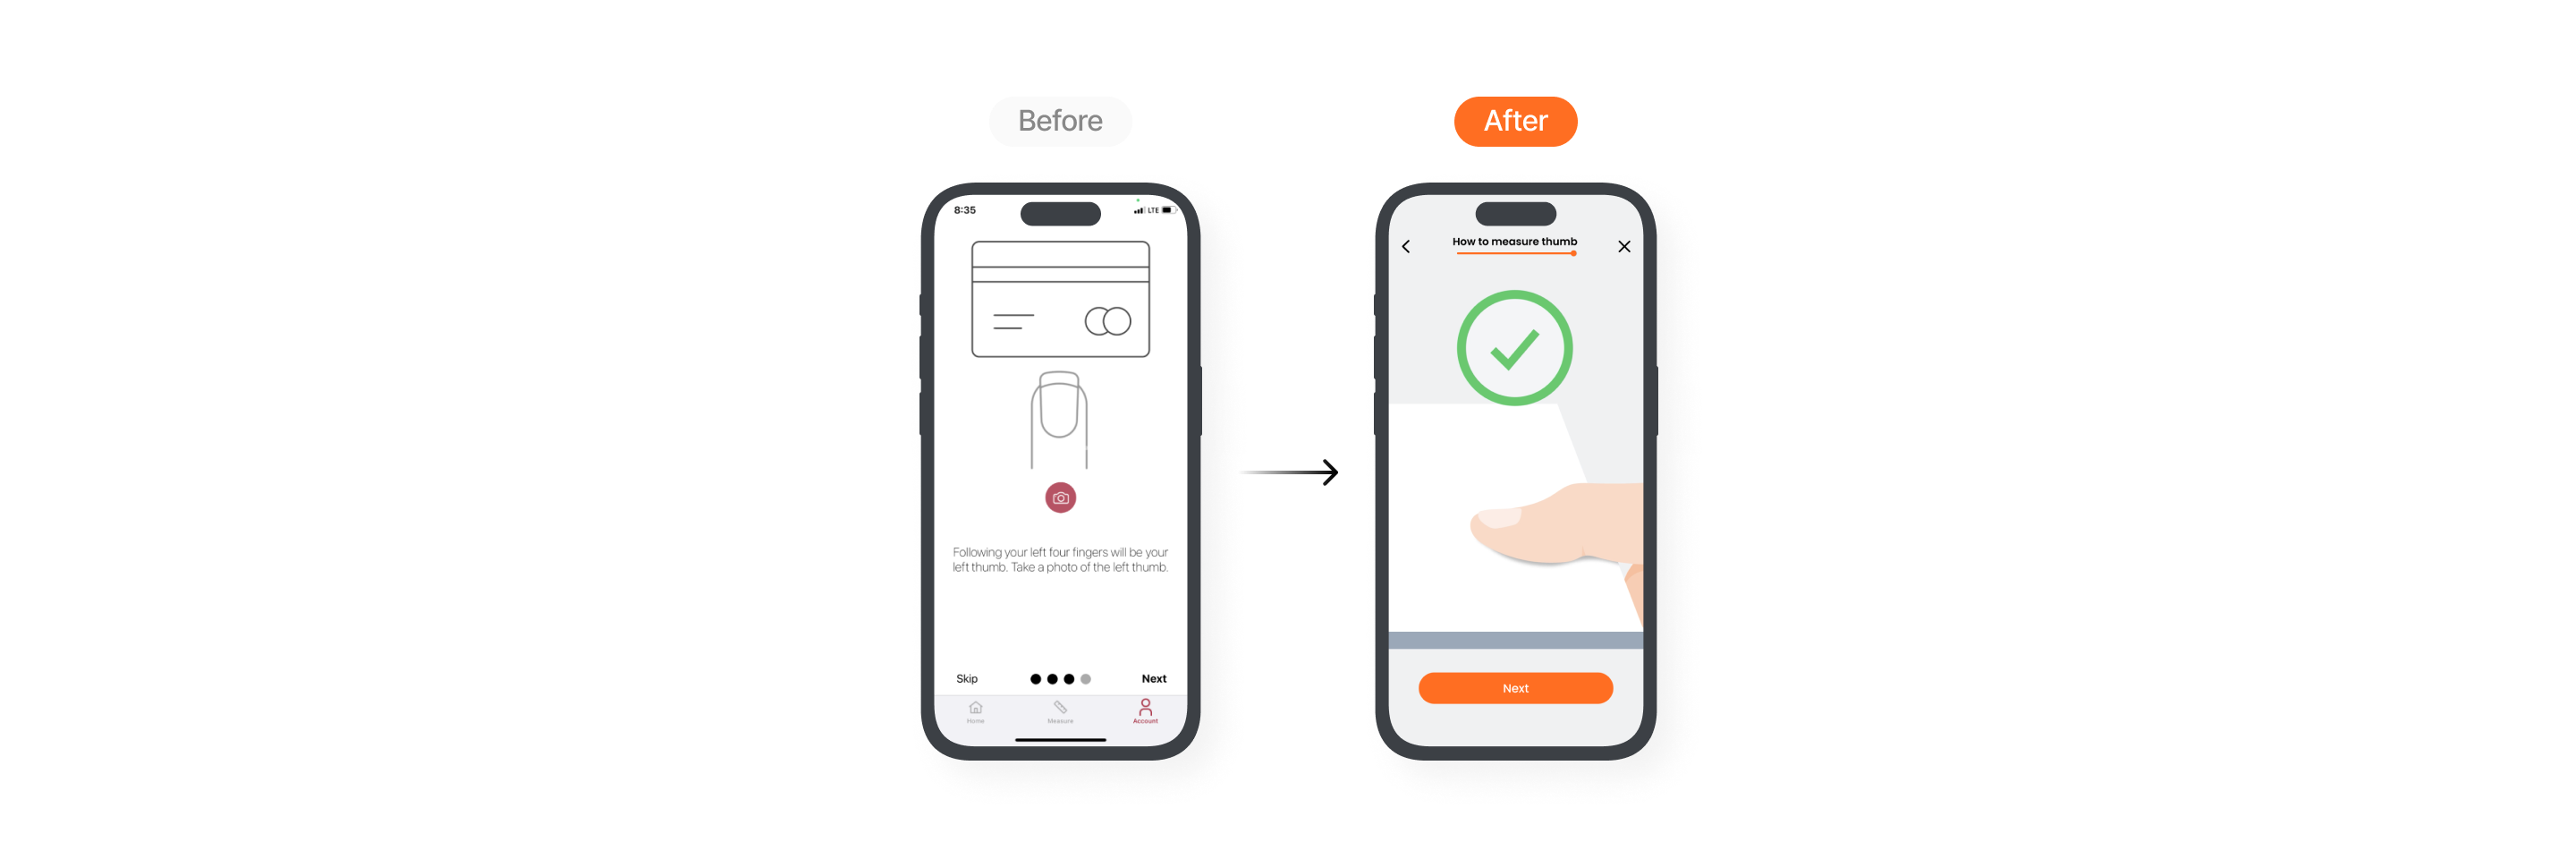 Before
After
8:35
LTE
How to measure thumb
Following your left four fingers will be your
left thumb. Take a photo of the left thumb.
Skip
Next
Home
Measure
Account
Next